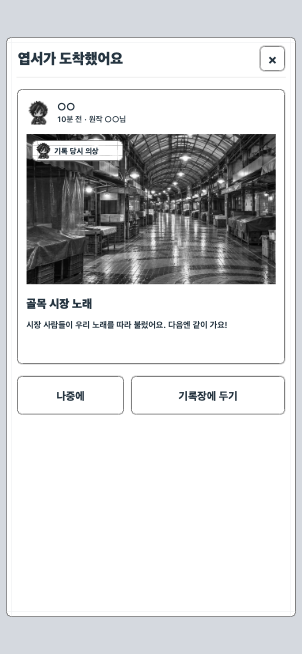 엽서가 도착했어요
×
○○
10분 전 · 원작 ○○님
기록 당시 의상
골목 시장 노래
시장 사람들이 우리 노래를 따라 불렀어요. 다음엔 같이 가요!
나중에
기록장에 두기